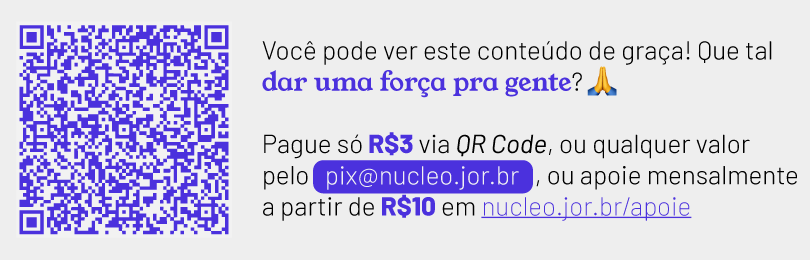 Você pode ver este conteúdo de graça! Que tal
dar uma força pra gente?🙏
Pague só R$3 via QR Code, ou qualquer valor
pelo pix@nucleo.jor.br , ou apoie mensalmente
a partir de R$10 em nucleo.jor.br/apoie